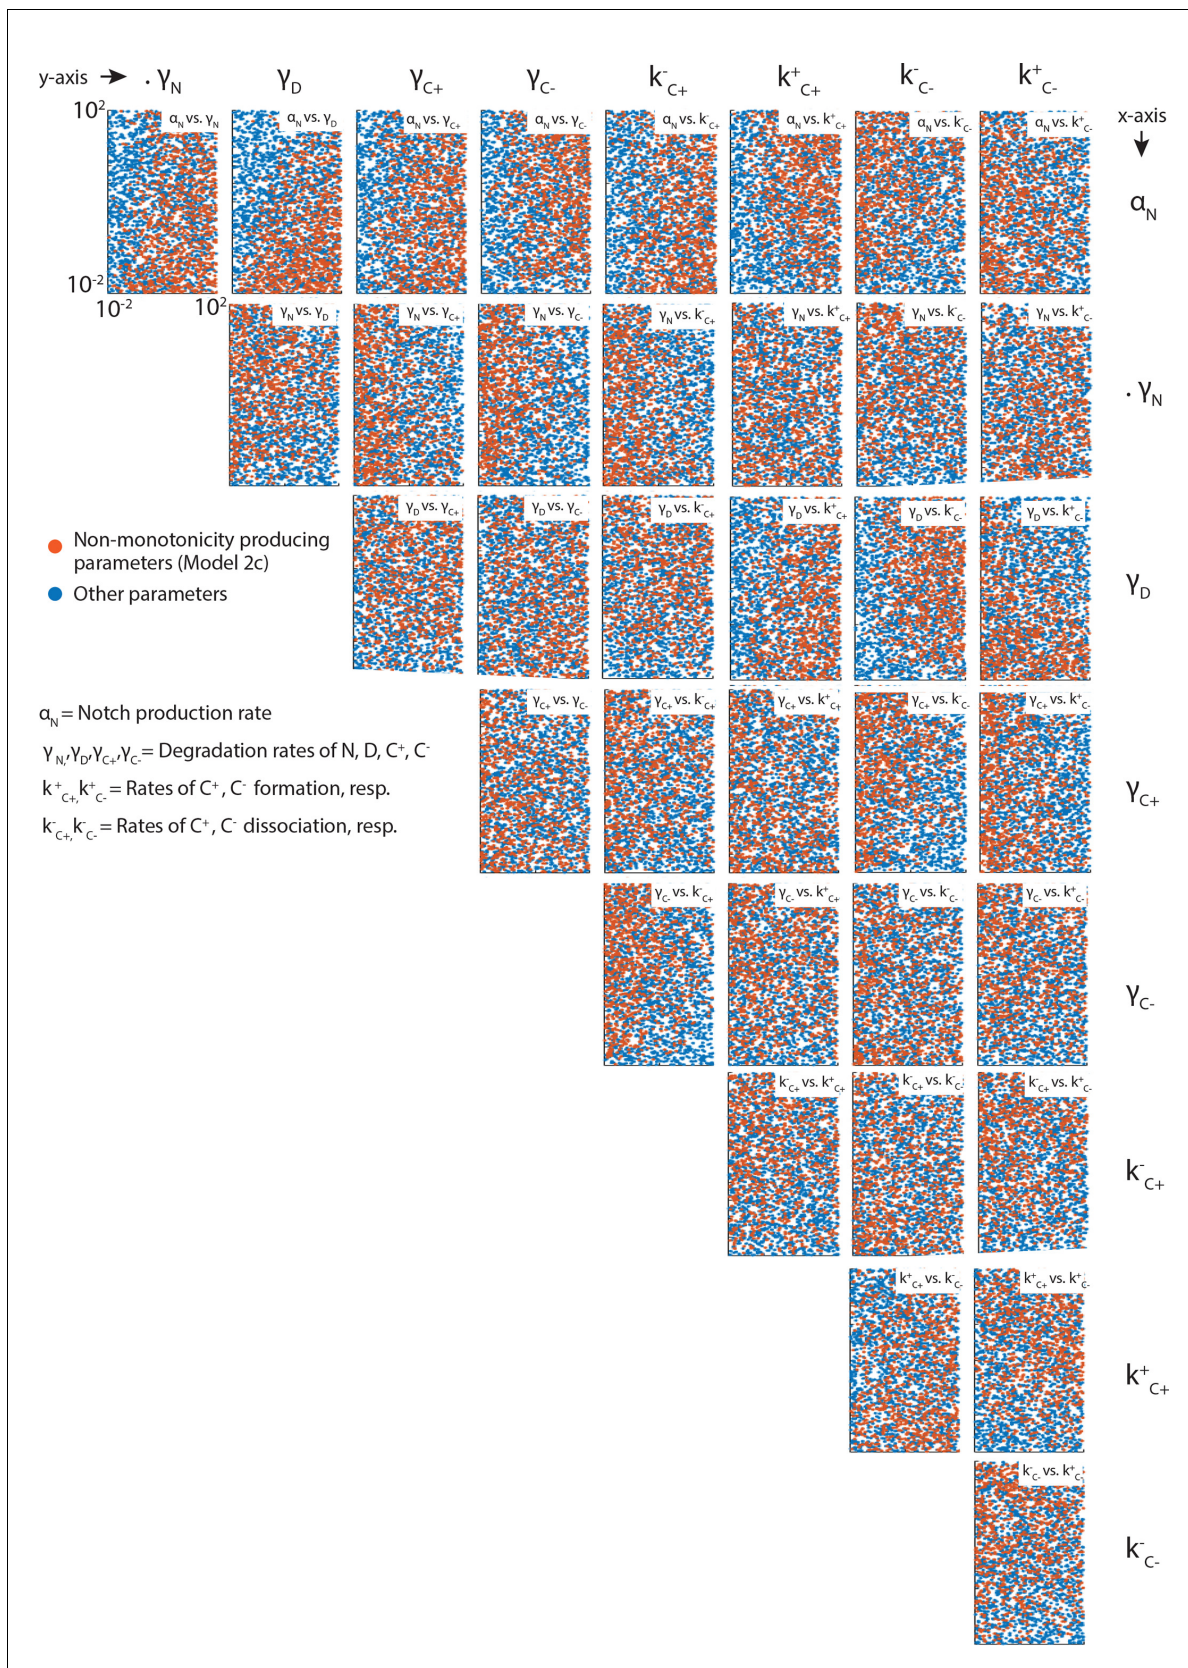 y-axis → . γN γD γC+ γC- k-C+ k+C+ k-C- k+C-
x-axis
↓
10²
αN vs. γN αN vs. γD αN vs. γC+ αN vs. γC- αN vs. k-C+ αN vs. k+C+ αN vs. k-C- αN vs. k+C-
αN
10-2
10-2 10²
γN vs. γD γN vs. γC+ γN vs. γC- γN vs. k-C+ γN vs. k+C+ γN vs. k-C- γN vs. k+C-
. γN
γD vs. γC+ γD vs. γC- γD vs. k-C+ γD vs. k+C+ γD vs. k-C- γD vs. k+C-
γD
Non-monotonicity producing
parameters (Model 2c)
Other parameters
γC+ vs. γC- γC+ vs. k-C+ γC+ vs. k+C+ γC+ vs. k-C- γC+ vs. k+C-
γC+
αN = Notch production rate
γN,,γD,γC+,γC- = Degradation rates of N, D, C+, C-
k+C+,k+C- = Rates of C+, C- formation, resp.
k-C+,k-C- = Rates of C+, C- dissociation, resp.
γC- vs. k-C+ γC- vs. k+C+ γC- vs. k-C- γC- vs. k+C-
γC-
k-C+ vs. k+C+ k-C+ vs. k-C- k-C+ vs. k+C-
k-C+
k+C+ vs. k-C- k+C+ vs. k+C-
k+C+
k-C- vs. k+C-
k-C-